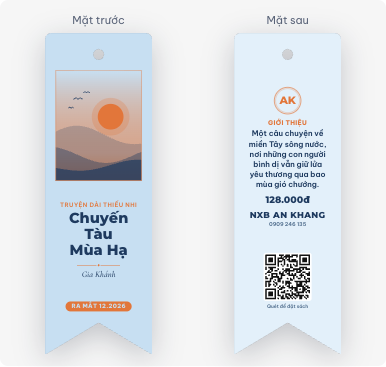 Mặt trước
TRUYỆN DÀI THIẾU NHI
Chuyến
Tàu
Mùa Hạ
Gia Khánh
RA MẮT 12.2026
Mặt sau
AK
GIỚI THIỆU
Một câu chuyện về
miền Tây sông nước,
nơi những con người
bình dị vẫn giữ lửa
yêu thương qua bao
mùa gió chướng.
128.000đ
NXB AN KHANG
0909 246 135
Quét để đặt sách